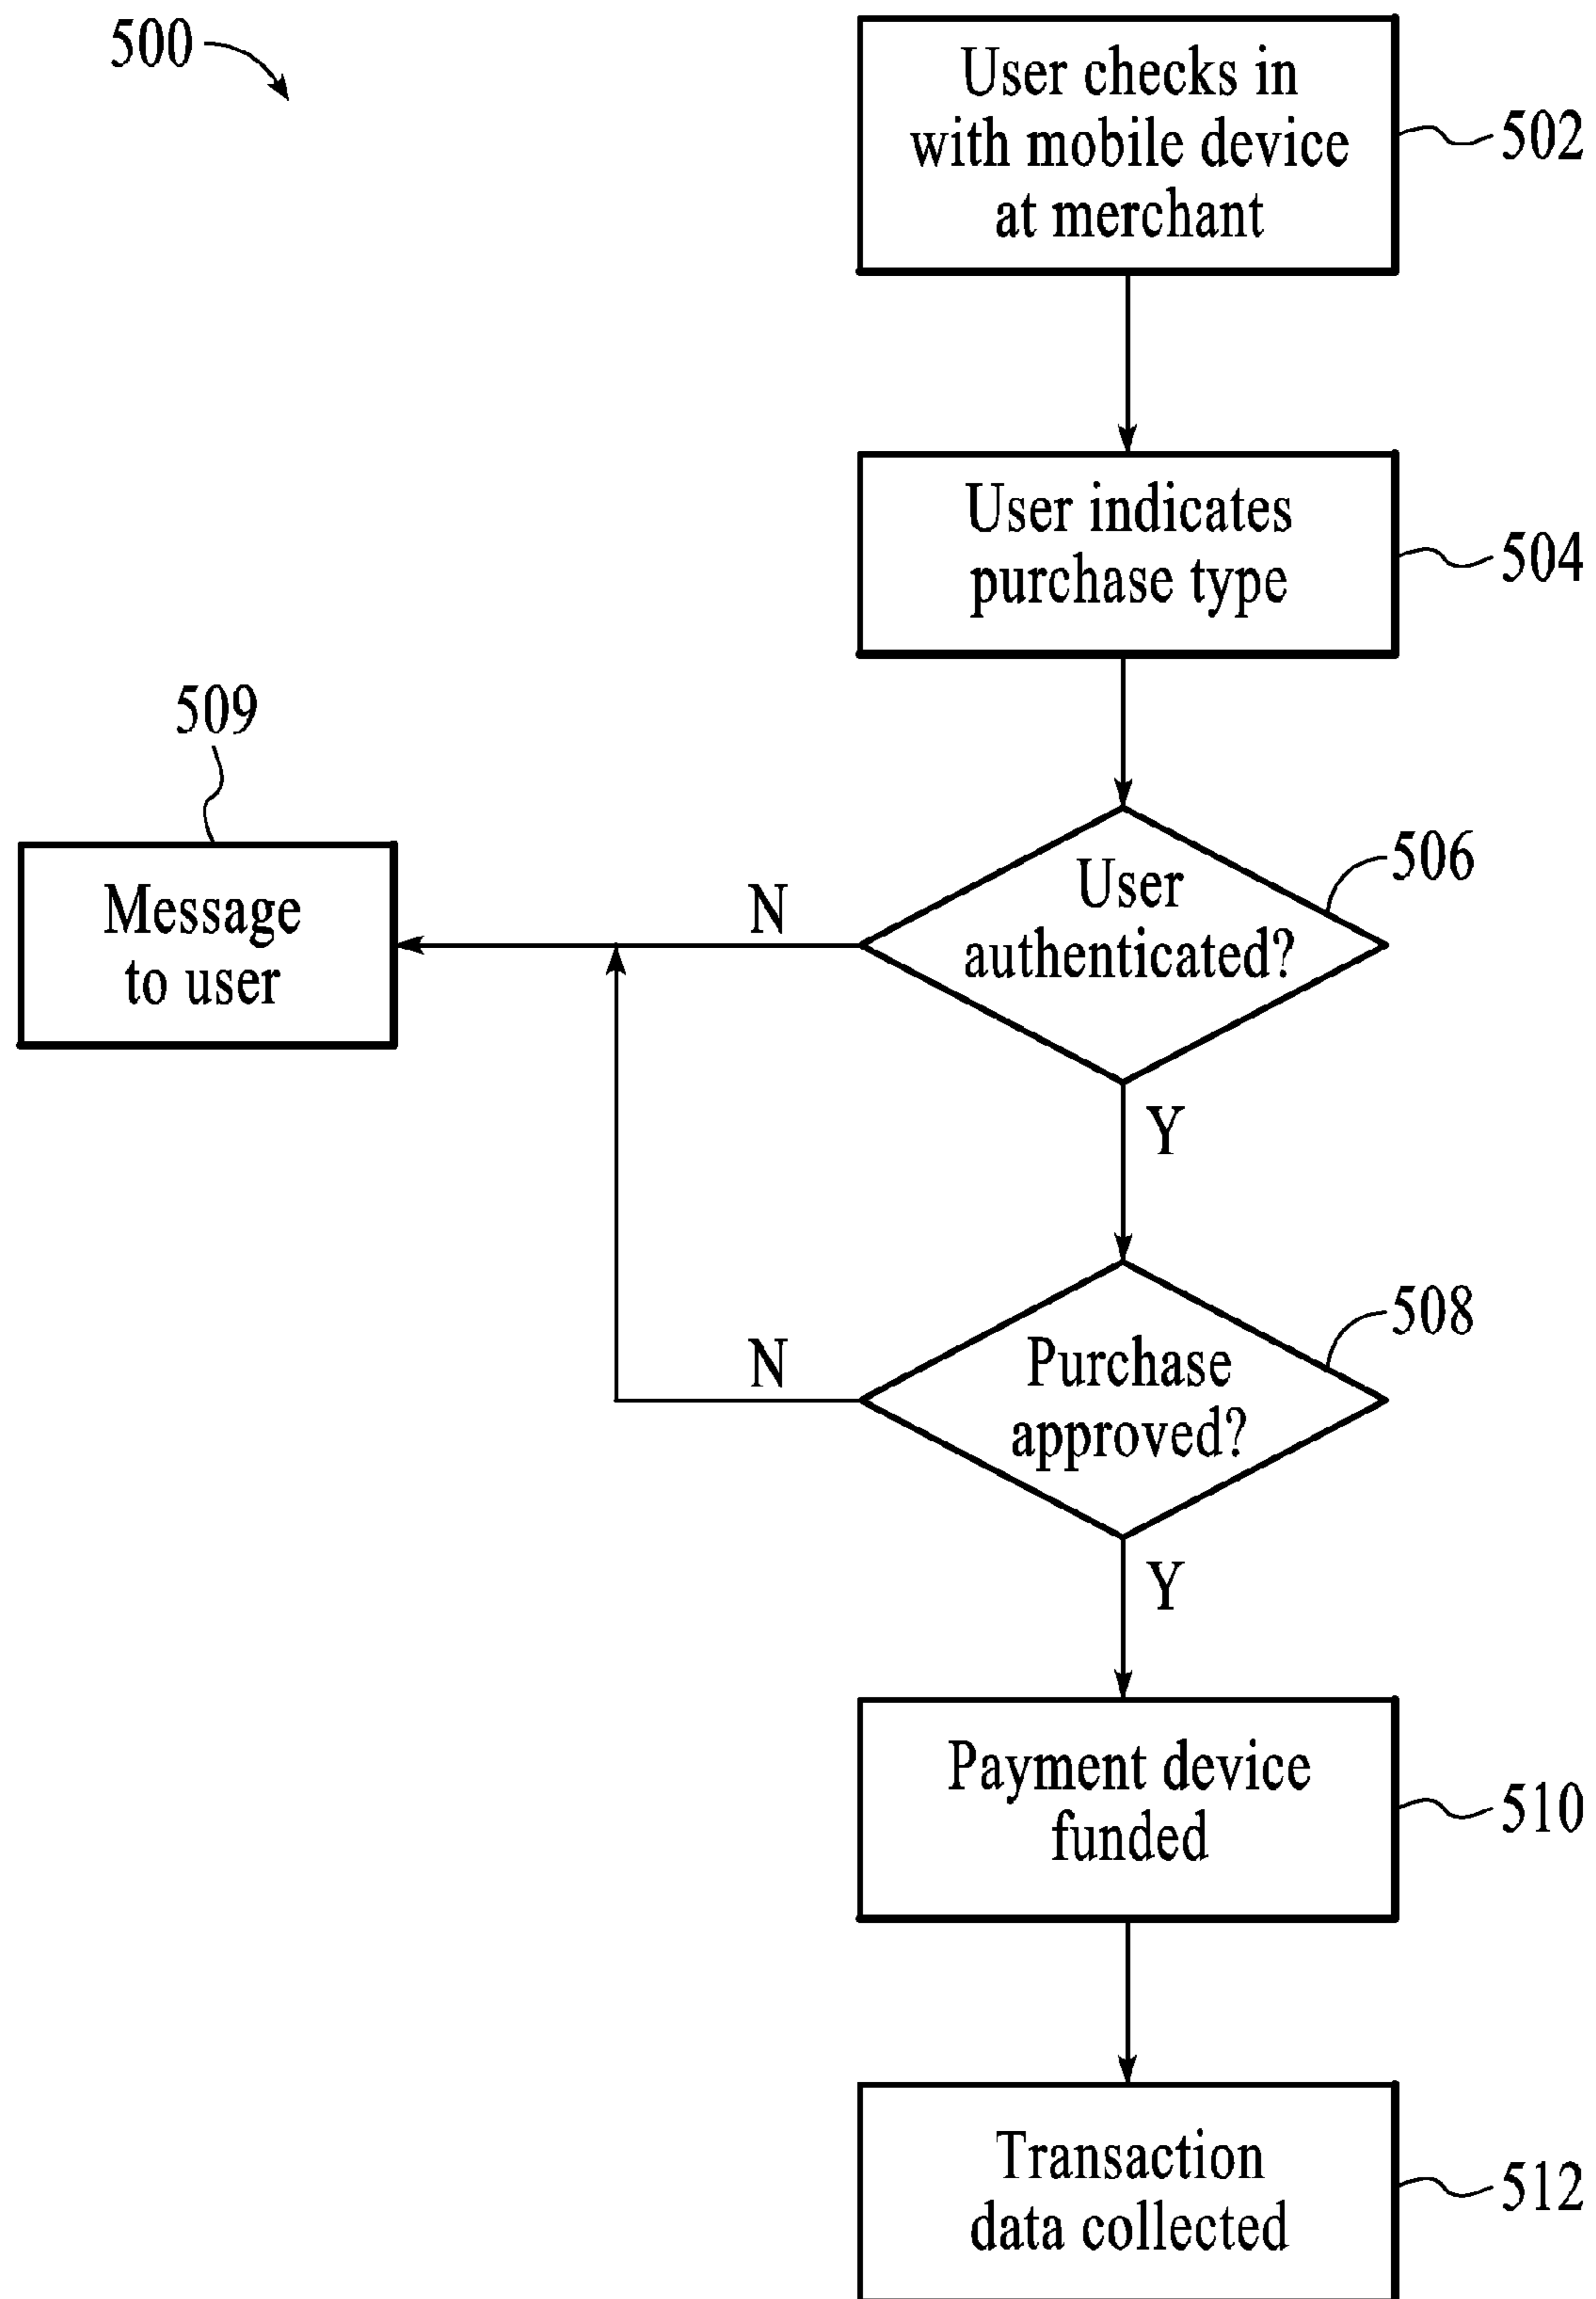 500
User checks in
with mobile device
at merchant
502
User indicates
purchase type
504
509
Message
to user
N
User
authenticated?
506
Y
N
Purchase
approved?
508
Y
Payment device
funded
510
Transaction
data collected
512